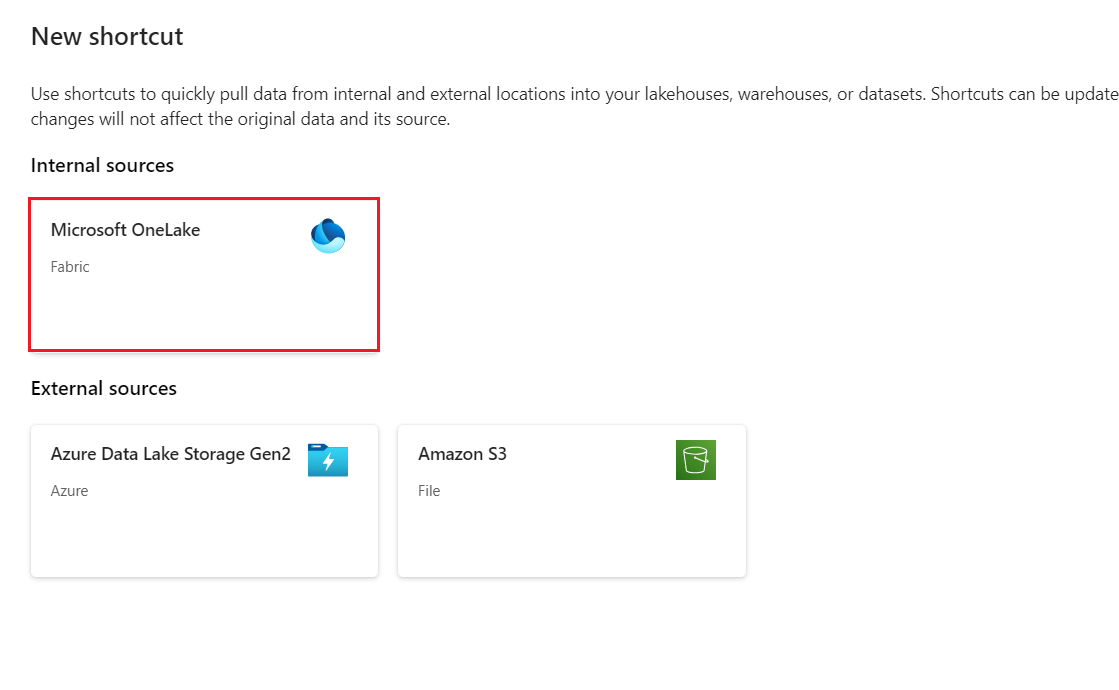 New shortcut
Use shortcuts to quickly pull data from internal and external locations into your lakehouses, warehouses, or datasets. Shortcuts can be update
changes will not affect the original data and its source.
Internal sources
Microsoft OneLake
Fabric
External sources
Azure Data Lake Storage Gen2
Azure
Amazon S3
File